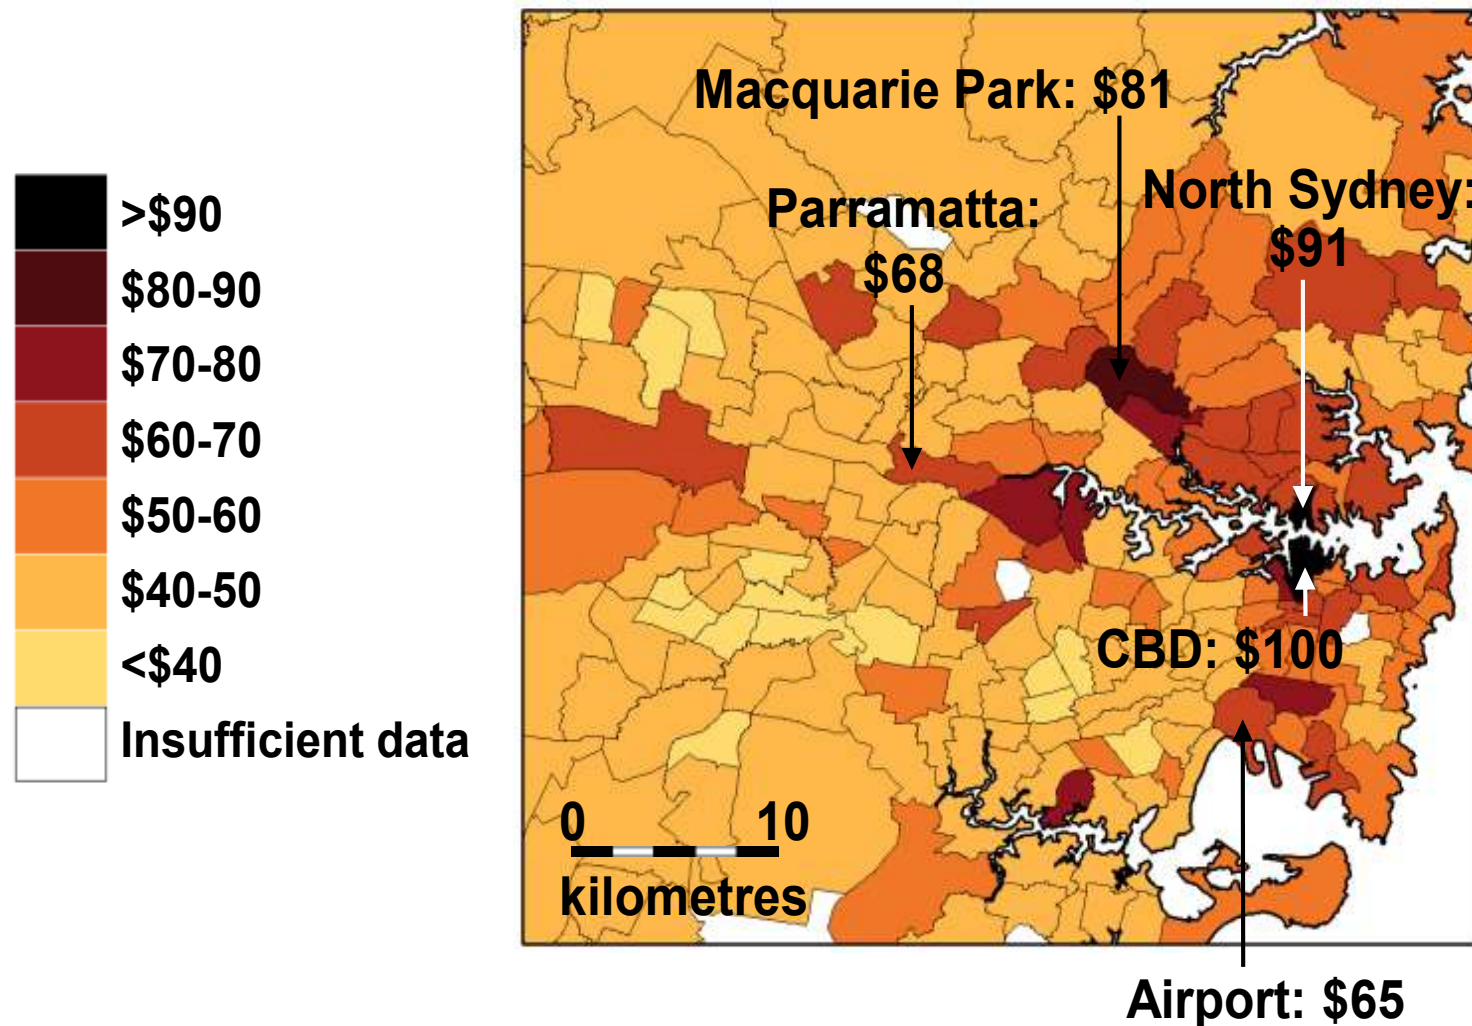 >$90
$80-90
$70-80
$60-70
$50-60
$40-50
<$40
Insufficient data
Macquarie Park: $81
Parramatta:
$68
North Sydney:
$91
CBD: $100
0 10
kilometres
Airport: $65